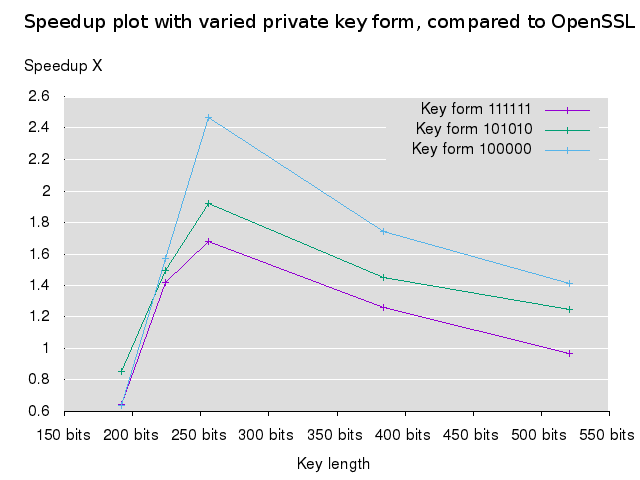 Speedup plot with varied private key form, compared to OpenSSL
Speedup X
2.6
2.4
2.2
2
1.8
1.6
1.4
1.2
1
0.8
0.6
Key form 111111
Key form 101010
Key form 100000
150 bits 200 bits 250 bits 300 bits 350 bits 400 bits 450 bits 500 bits 550 bits
Key length